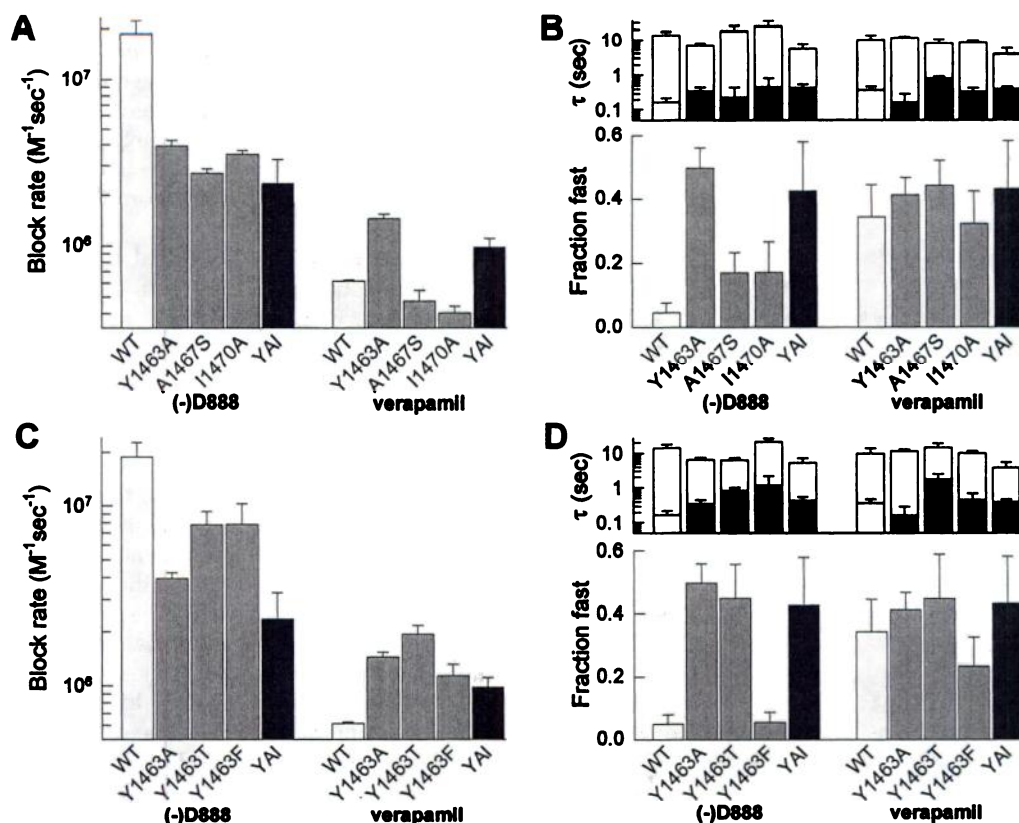 A
Block rate (M⁻¹sec⁻¹)
10⁷
10⁶
WT
Y1463A
A1467S
I1470A
YAI
WT
Y1463A
A1467S
I1470A
YAI
(-)D888
verapamil
B
τ (sec)
10
1
0.1
Fraction fast
0.6
0.4
0.2
0.0
WT
Y1463A
A1467S
I1470A
YAI
WT
Y1463A
A1467S
I1470A
YAI
(-)D888
verapamil
C
Block rate (M⁻¹sec⁻¹)
10⁷
10⁶
WT
Y1463A
Y1463T
Y1463F
YAI
WT
Y1463A
Y1463T
Y1463F
YAI
(-)D888
verapamil
D
τ (sec)
10
1
0.1
Fraction fast
0.6
0.4
0.2
0.0
WT
Y1463A
Y1463T
Y1463F
YAI
WT
Y1463A
Y1463T
Y1463F
YAI
(-)D888
verapamil